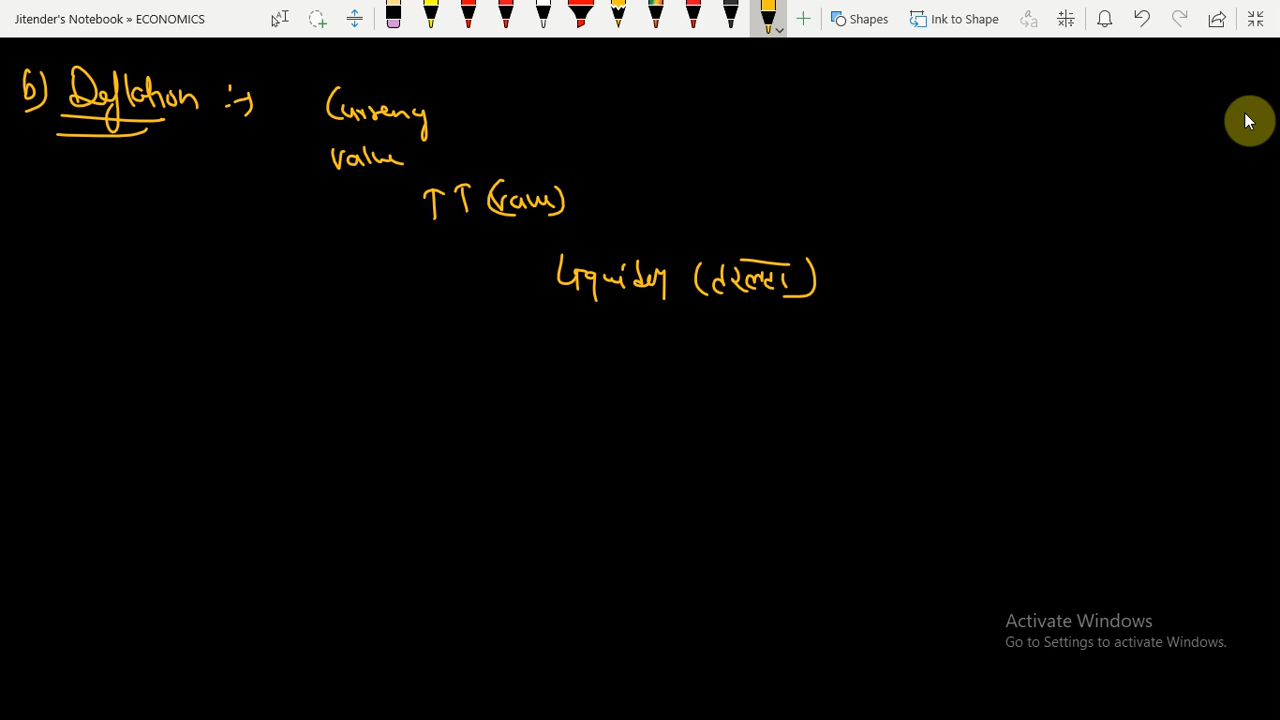 Jitender's Notebook » ECONOMICS
Shapes
Ink to Shape
b) Deflation :→ Currency
value
↑↑ (value)
Liquidity (तरलता)
Activate Windows
Go to Settings to activate Windows.